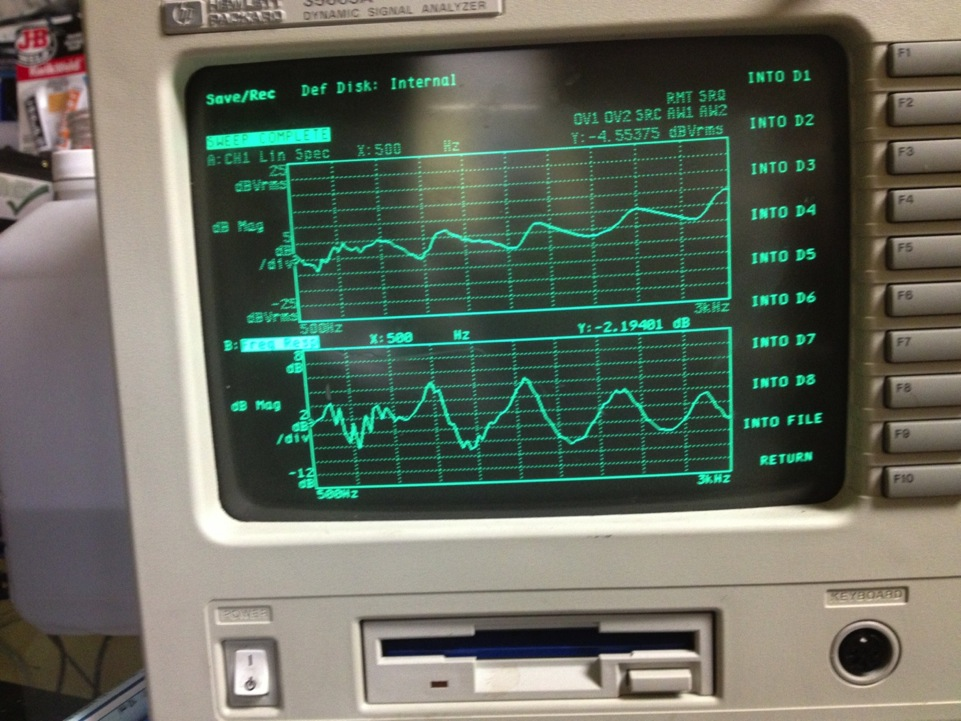 hp HEWLETT
PACKARD
DYNAMIC SIGNAL ANALYZER
J-B
KwikWeld
Save/Rec Def Disk: Internal
RMT SRQ
OV1 OV2 SRC AW1 AW2
SWEEP COMPLETE
Y:-4.55375 dBVrms
A:CH1 Lin Spec X:500 Hz
25
dBVrms
dB Mag
5
dB
/div
-25
dBVrms
500Hz 3kHz
B:Freq Resp X:500 Hz Y:-2.19401 dB
8
dB
dB Mag
2
dB
/div
-12
dB
500Hz 3kHz
INTO D1
INTO D2
INTO D3
INTO D4
INTO D5
INTO D6
INTO D7
INTO D8
INTO FILE
RETURN
F1
F2
F3
F4
F5
F6
F7
F8
F9
F10
POWER
KEYBOARD